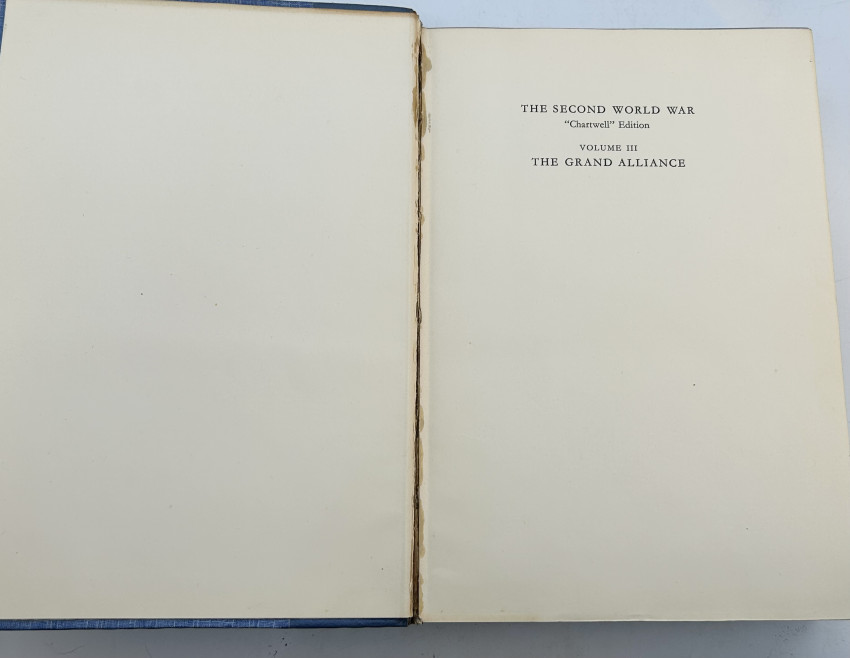 THE SECOND WORLD WAR
“Chartwell” Edition
VOLUME III
THE GRAND ALLIANCE